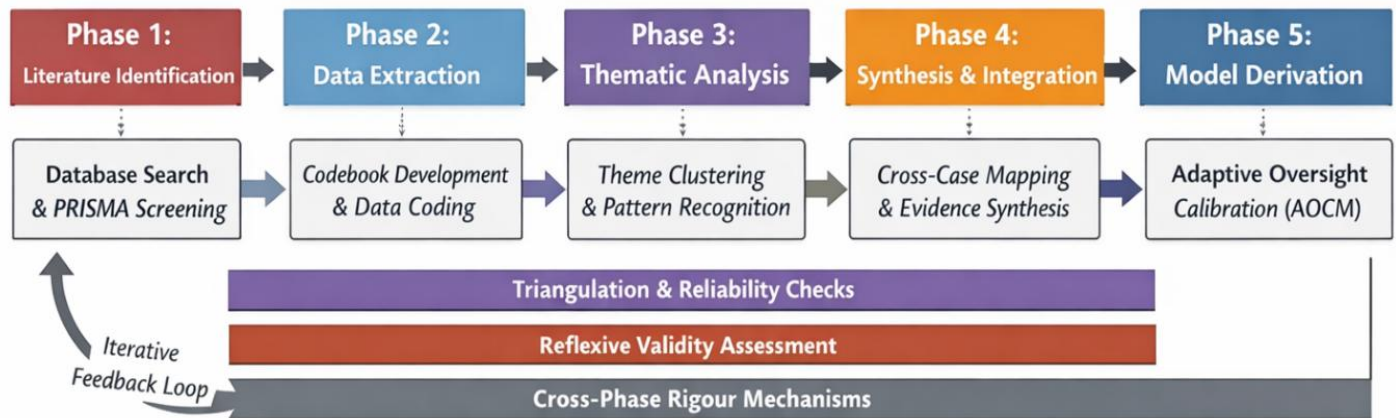 Phase 1:
Literature Identification
Phase 2:
Data Extraction
Phase 3:
Thematic Analysis
Phase 4:
Synthesis & Integration
Phase 5:
Model Derivation
Database Search
& PRISMA Screening
Codebook Development
& Data Coding
Theme Clustering
& Pattern Recognition
Cross-Case Mapping
& Evidence Synthesis
Adaptive Oversight
Calibration (AOCM)
Triangulation & Reliability Checks
Reflexive Validity Assessment
Iterative
Feedback Loop
Cross-Phase Rigour Mechanisms